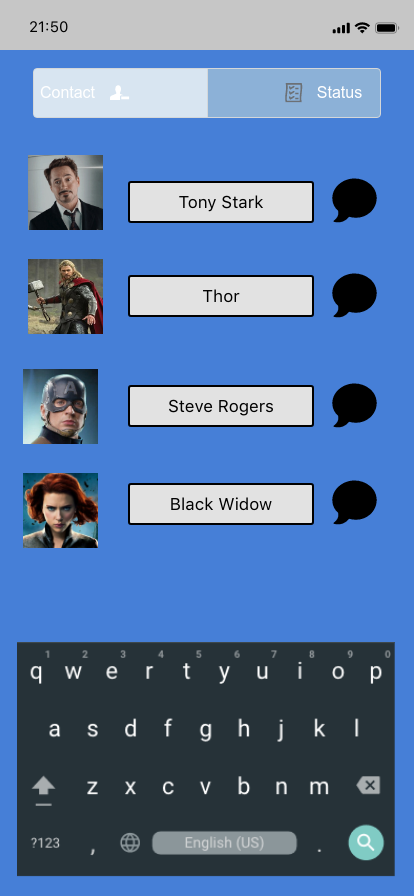 21:50
Contact Status
Tony Stark
Thor
Steve Rogers
Black Widow
1 2 3 4 5 6 7 8 9 0
q w e r t y u i o p
a s d f g h j k l
z x c v b n m
?123 , English (US) .